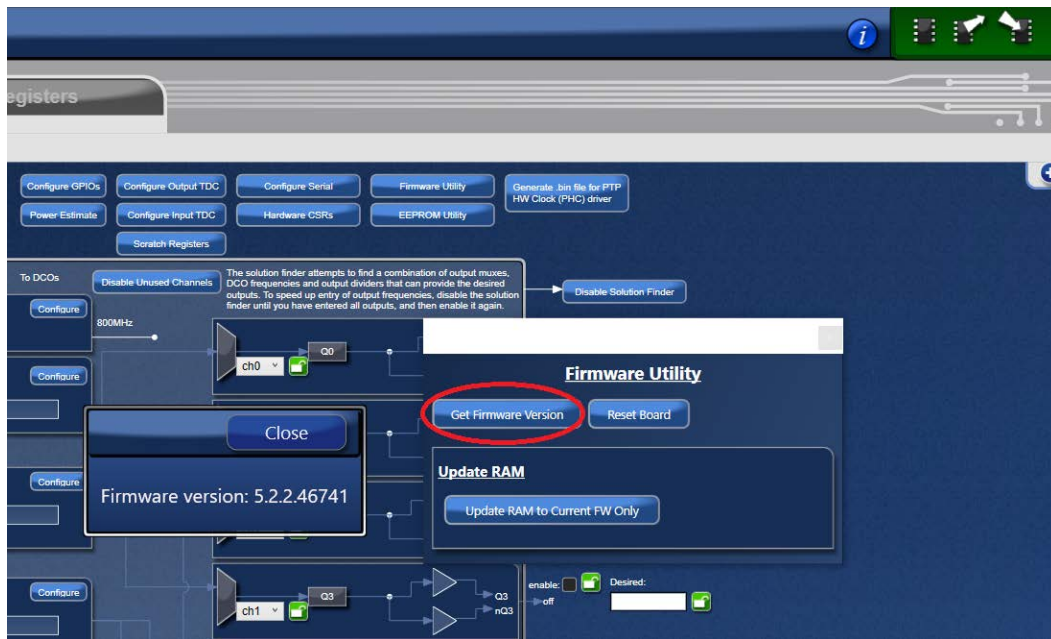 i
egisters
Configure GPIOs
Configure Output TDC
Configure Serial
Firmware Utility
Generate .bin file for PTP
HW Clock (PHC) driver
Power Estimate
Configure Input TDC
Hardware CSRs
EEPROM Utility
Scratch Registers
To DCOs
Disable Unused Channels
The solution finder attempts to find a combination of output muxes,
DCO frequencies and output dividers that can provide the desired
outputs. To speed up entry of output frequencies, disable the solution
finder until you have entered all outputs, and then enable it again.
Disable Solution Finder
Configure
800MHz
Q0
ch0
Configure
Firmware Utility
Get Firmware Version
Reset Board
Close
Firmware version: 5.2.2.46741
Configure
Update RAM
Update RAM to Current FW Only
Configure
Q3
ch1
Q3
nQ3
enable:
off
Desired: